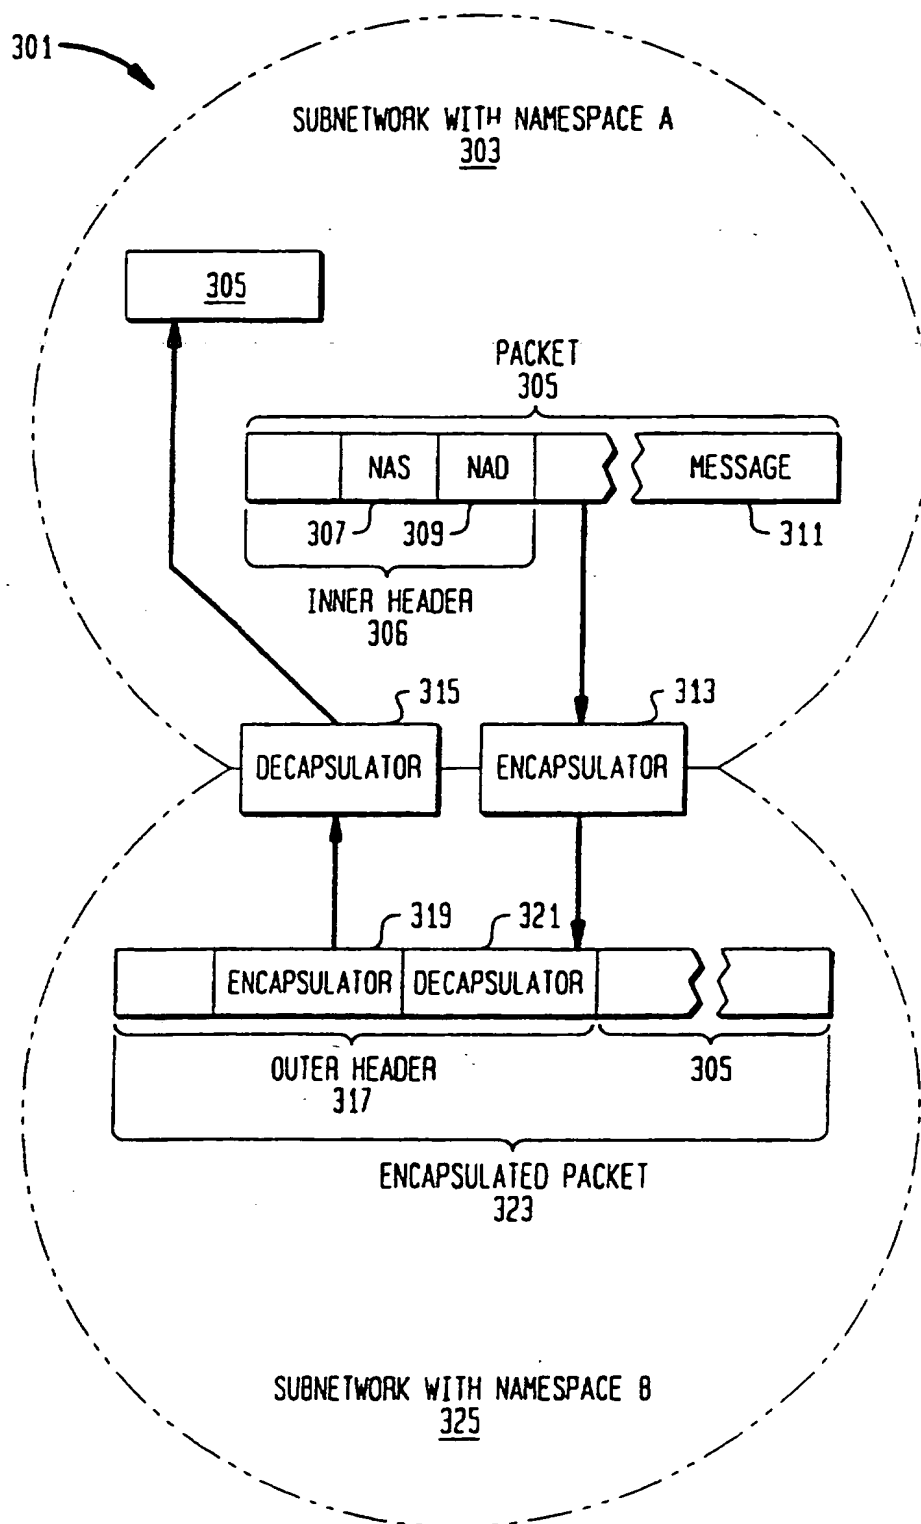 301
SUBNETWORK WITH NAMESPACE A
303
305
PACKET
305
NAS
NAD
MESSAGE
307
309
311
INNER HEADER
306
315
313
DECAPSULATOR
ENCAPSULATOR
319
321
ENCAPSULATOR
DECAPSULATOR
OUTER HEADER
317
305
ENCAPSULATED PACKET
323
SUBNETWORK WITH NAMESPACE B
325